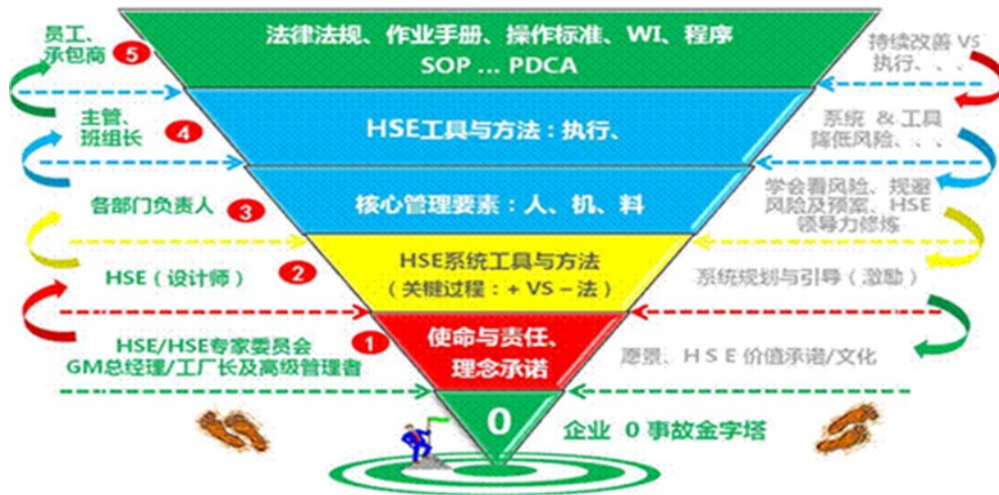 员工、
承包商
5
法律法规、作业手册、操作标准、WI、程序
SOP ... PDCA
持续改善 VS
执行、、、
主管、
班组长
4
HSE工具与方法：执行、
系统 & 工具
降低风险、、、
各部门负责人
3
核心管理要素：人、机、料
学会看风险、规避
风险及预案、HSE
领导力修炼
HSE（设计师）
2
HSE系统工具与方法
（关键过程：+ VS – 法）
系统规划与引导（激励）
HSE/HSE专家委员会
GM总经理/工厂长及高级管理者
1
使命与责任、
理念承诺
愿景、HSE价值承诺/文化
0
企业 0 事故金字塔